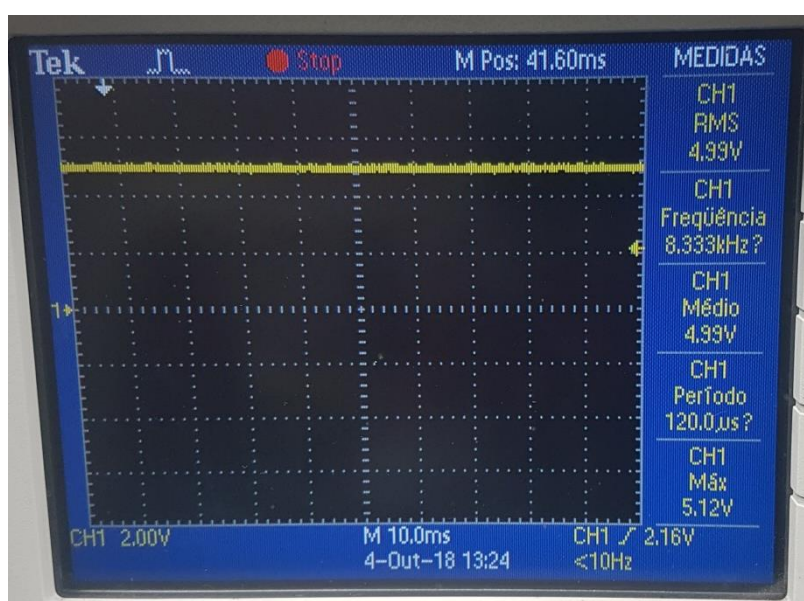 Tek Stop M Pos: 41.60ms MEDIDAS
CH1
RMS
4.99V
CH1
Freqüência
8.333kHz?
CH1
Médio
4.99V
CH1
Período
120.0µs?
CH1
Máx
5.12V
1
CH1 2.00V M 10.0ms CH1 2.16V
4-Out-18 13:24 <10Hz